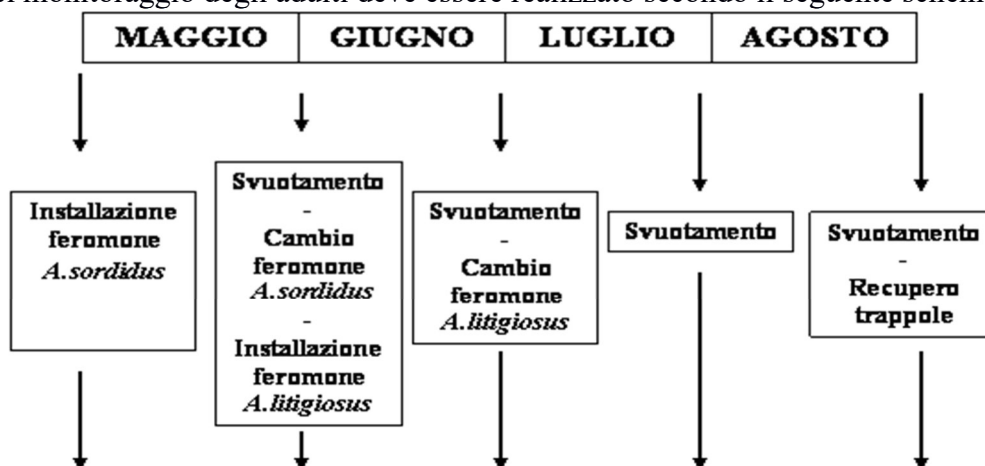 monitoraggio degli adulti deve essere realizzato secondo il seguente
MAGGIO GIUGNO LUGLIO AGOSTO
Installazione
feromone
A.sordidus
Svuotamento
-
Cambio
feromone
A.sordidus
-
Installazione
feromone
A.litigiosus
Svuotamento
-
Cambio
feromone
A.litigiosus
Svuotamento
Svuotamento
-
Recupero
trappole